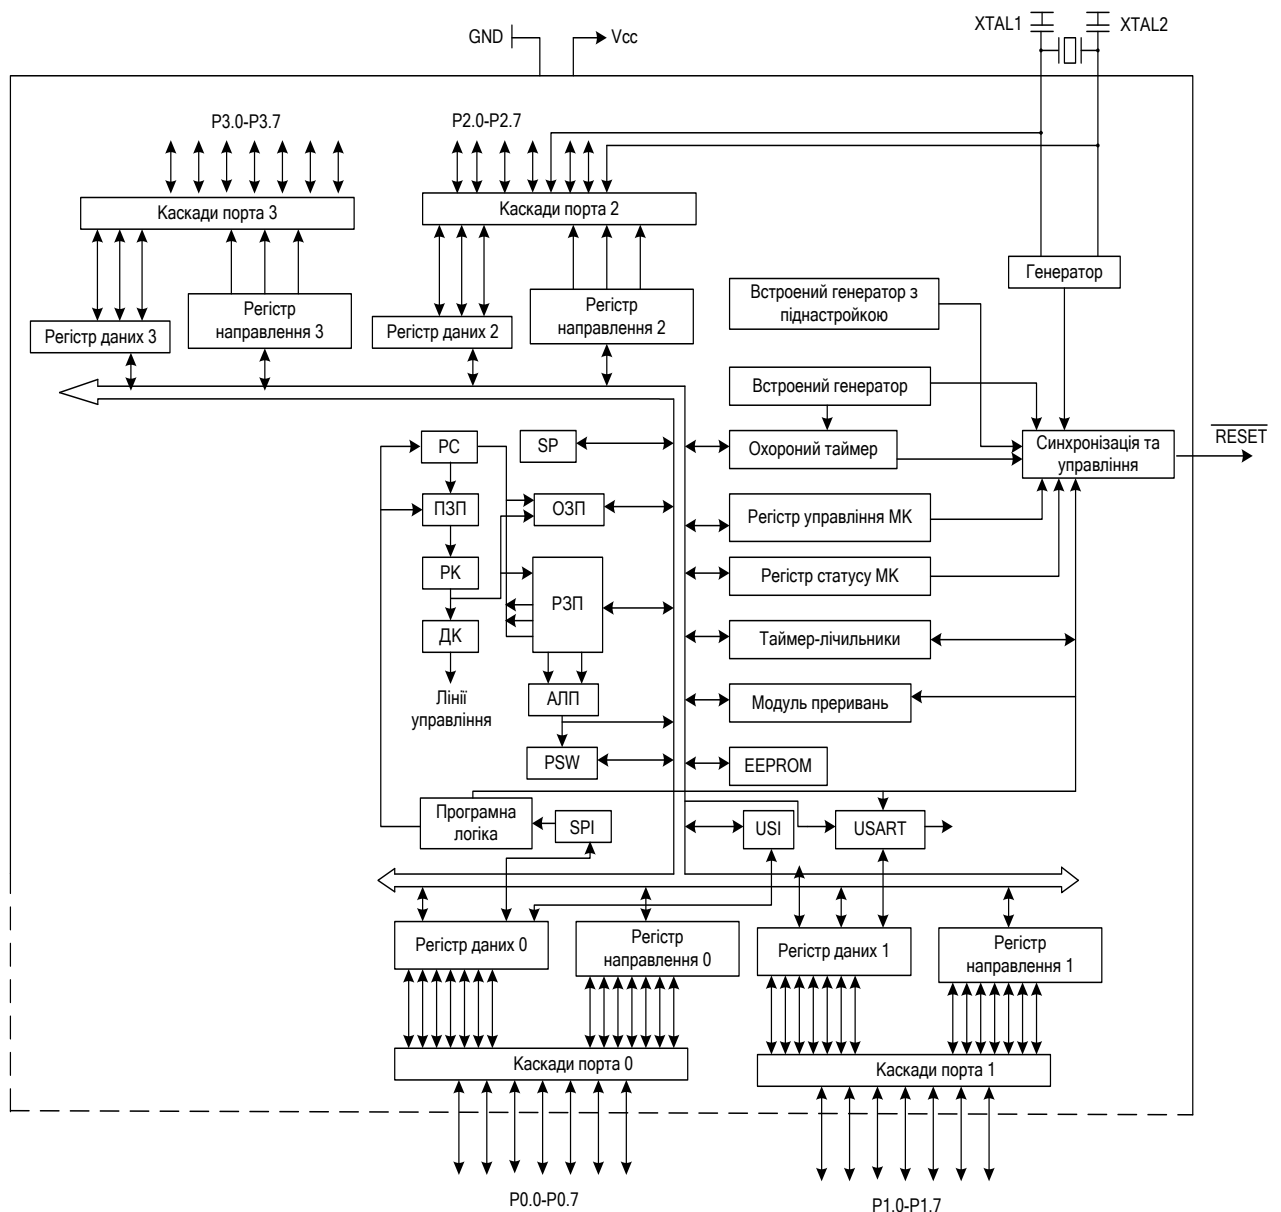 XTAL1
XTAL2
GND
Vcc
P3.0-P3.7
P2.0-P2.7
Каскади порта 3
Каскади порта 2
Генератор
Встроений генератор з
піднастройкою
Регістр
направлення 3
Регістр даних 3
Регістр
направлення 2
Регістр даних 2
Встроений генератор
PC
SP
Охороний таймер
Синхронізація та
управління
RESET
ПЗП
ОЗП
Регістр управління МК
РК
РЗП
Регістр статусу МК
ДК
Таймер-лічильники
Лінії
управління
АЛП
Модуль преривань
PSW
EEPROM
Програмна
логіка
SPI
USI
USART
Регістр даних 0
Регістр
направлення 0
Регістр даних 1
Регістр
направлення 1
Каскади порта 0
Каскади порта 1
P0.0-P0.7
P1.0-P1.7